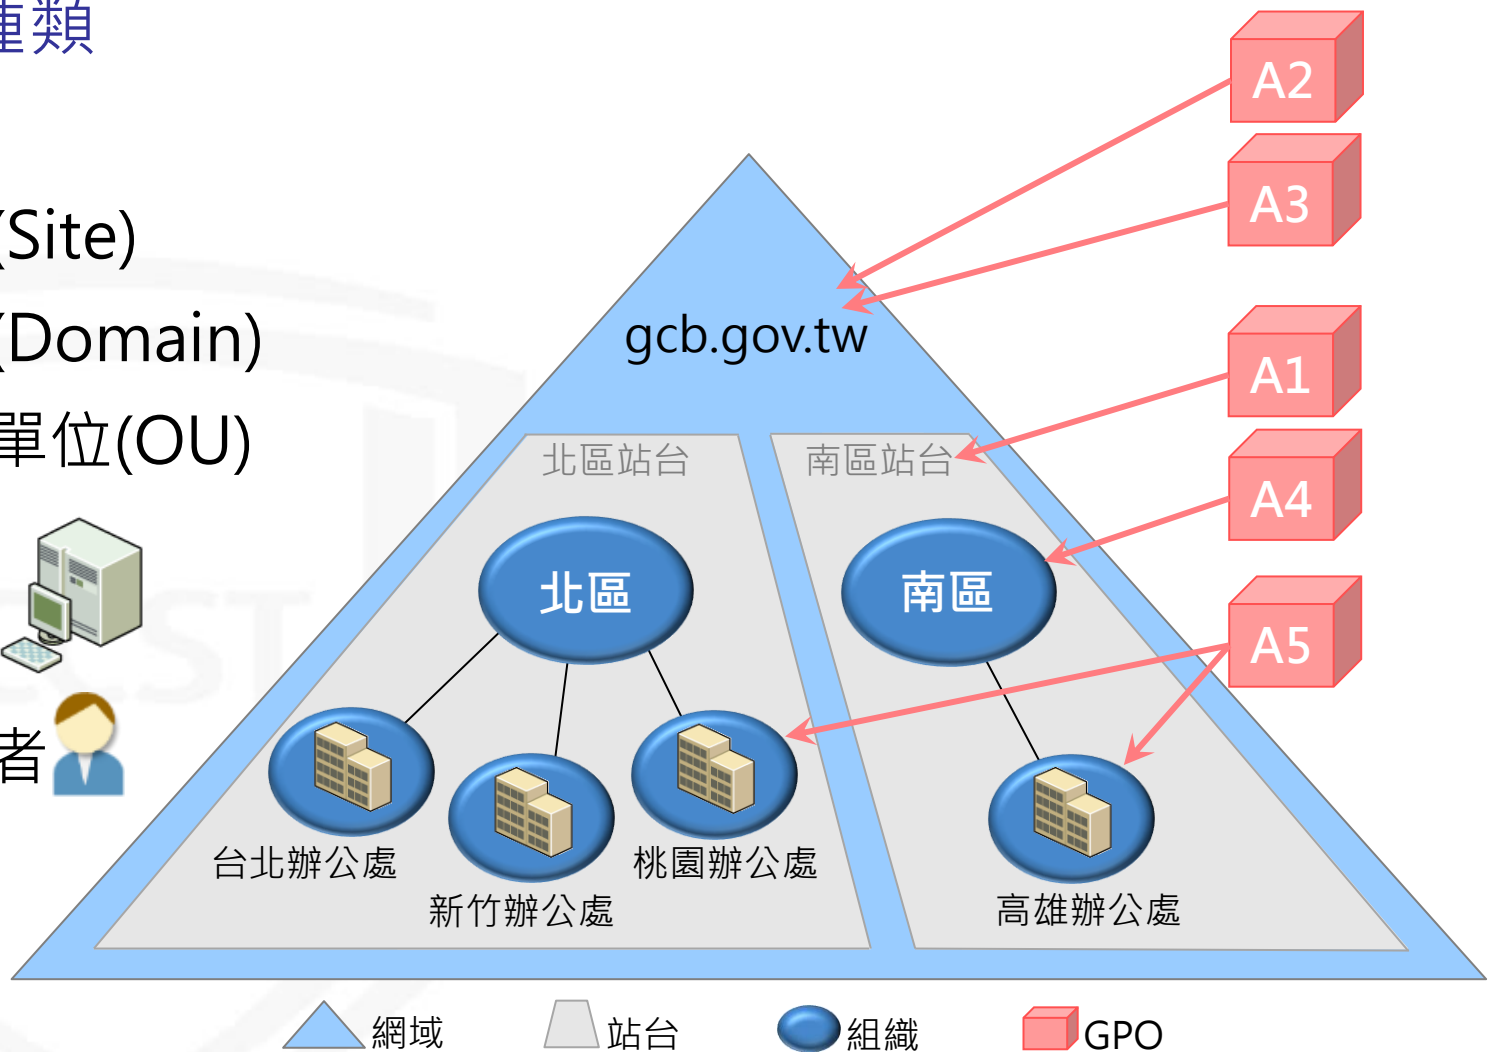 種類
(Site)
(Domain)
單位(OU)
者
A2
A3
gcb.gov.tw
A1
北區站台
南區站台
A4
北區
南區
A5
台北辦公處
桃園辦公處
新竹辦公處
高雄辦公處
網域
站台
組織
GPO